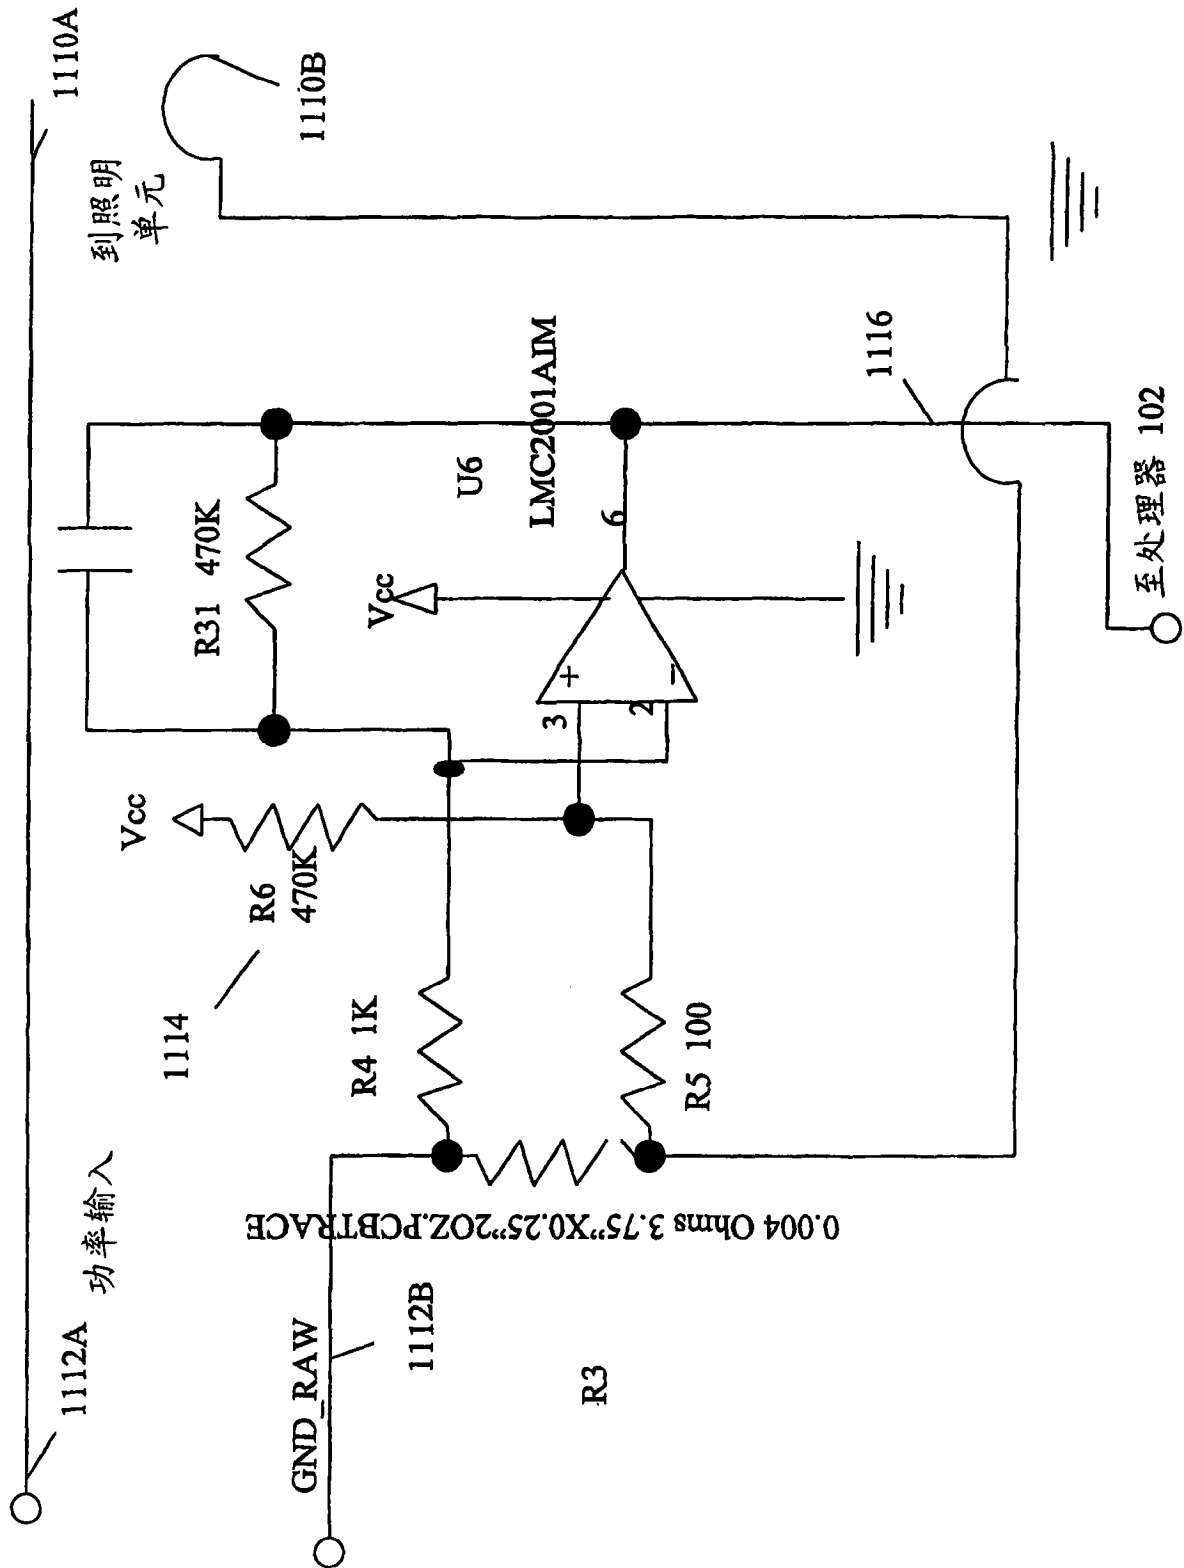 1112A
功率输入
到照明
单元
1110A
1110B
GND_RAW
1112B
R3
0.004 Ohms 3.75"X0.25"2OZ.PCBTRACE
1114
R6
470K
Vcc
R31 470K
R4 1K
R5 100
Vcc
U6
LMC2001AIM
3
2
+
−
6
1116
至处理器 102